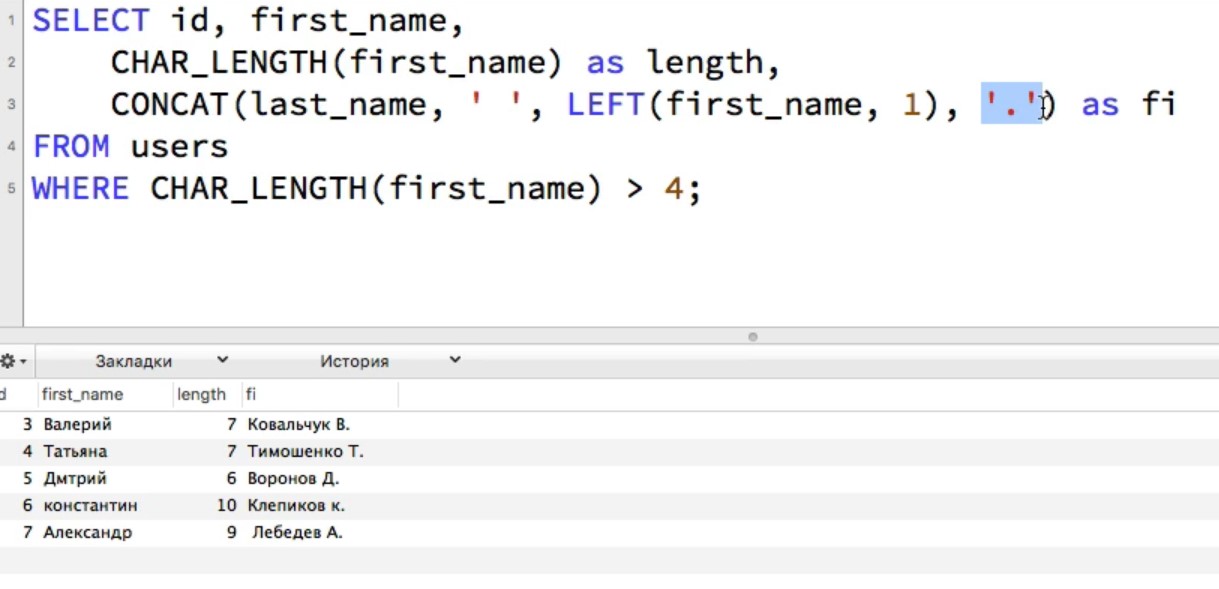 1 SELECT id, first_name,
2 CHAR_LENGTH(first_name) as length,
3 CONCAT(last_name, ' ', LEFT(first_name, 1), '.') as fi
4 FROM users
5 WHERE CHAR_LENGTH(first_name) > 4;
Закладки История
d first_name length fi
3 Валерий 7 Ковальчук В.
4 Татьяна 7 Тимошенко Т.
5 Дмтрий 6 Воронов Д.
6 константин 10 Клепиков к.
7 Александр 9 Лебедев А.